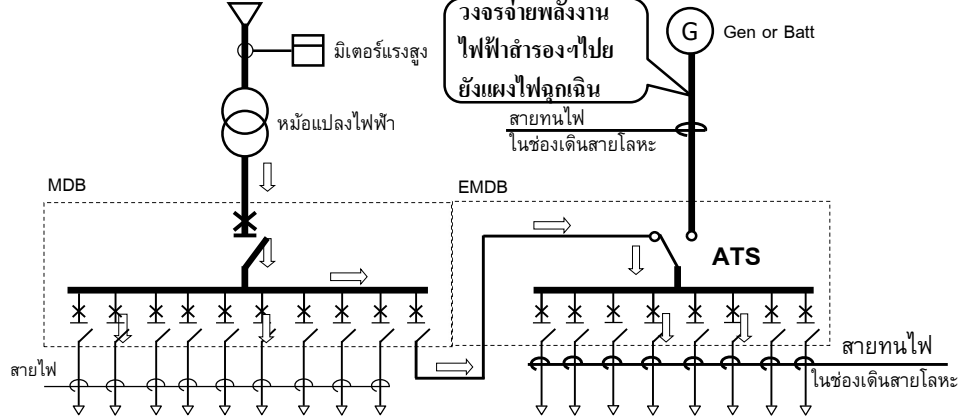 วงจรจ่ายพลังงาน
ไฟฟ้าสำรองฯไปย
ยังแผงไฟฉุกเฉิน
G
Gen or Batt
มิเตอร์แรงสูง
หม้อแปลงไฟฟ้า
สายทนไฟ
ในช่องเดินสายโลหะ
MDB
EMDB
ATS
สายไฟ
สายทนไฟ
ในช่องเดินสายโลหะ